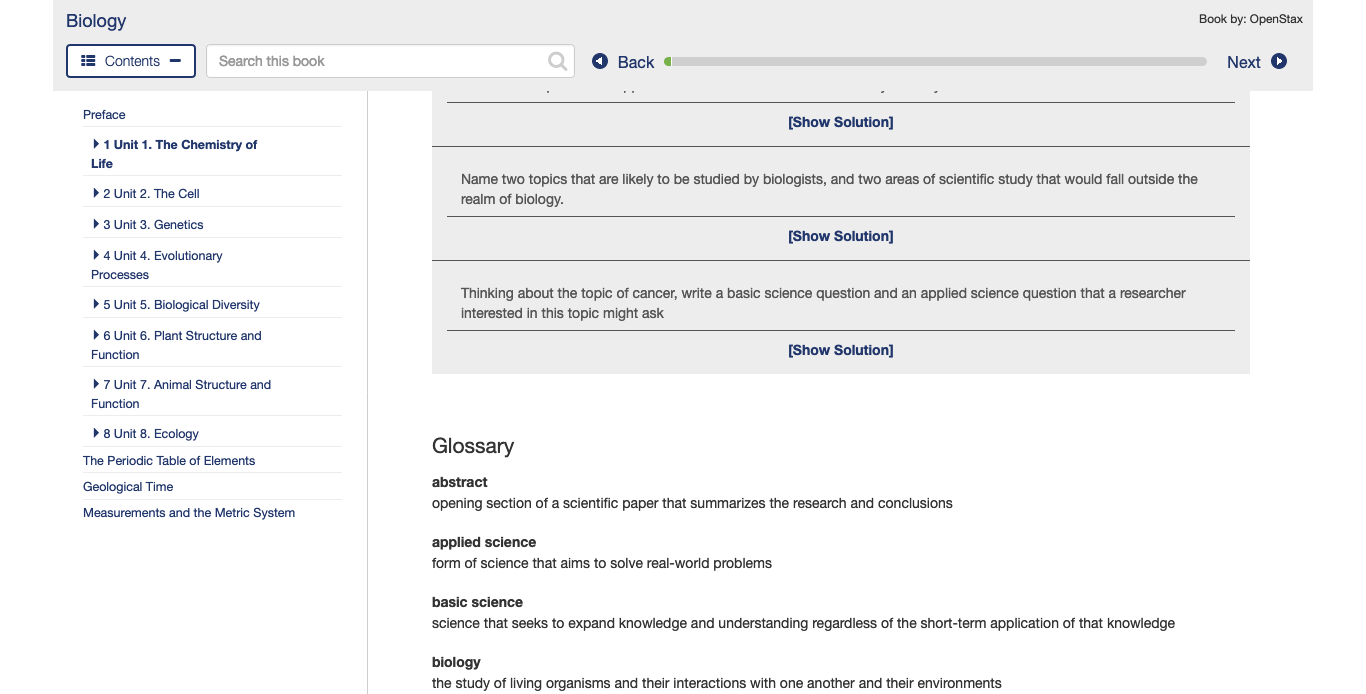 Biology
Book by: OpenStax
Contents
Search this book
Back
Next
Preface
1 Unit 1. The Chemistry of
Life
2 Unit 2. The Cell
3 Unit 3. Genetics
4 Unit 4. Evolutionary
Processes
5 Unit 5. Biological Diversity
6 Unit 6. Plant Structure and
Function
7 Unit 7. Animal Structure and
Function
8 Unit 8. Ecology
The Periodic Table of Elements
Geological Time
Measurements and the Metric System
[Show Solution]
Name two topics that are likely to be studied by biologists, and two areas of scientific study that would fall outside the
realm of biology.
[Show Solution]
Thinking about the topic of cancer, write a basic science question and an applied science question that a researcher
interested in this topic might ask
[Show Solution]
Glossary
abstract
opening section of a scientific paper that summarizes the research and conclusions
applied science
form of science that aims to solve real-world problems
basic science
science that seeks to expand knowledge and understanding regardless of the short-term application of that knowledge
biology
the study of living organisms and their interactions with one another and their environments